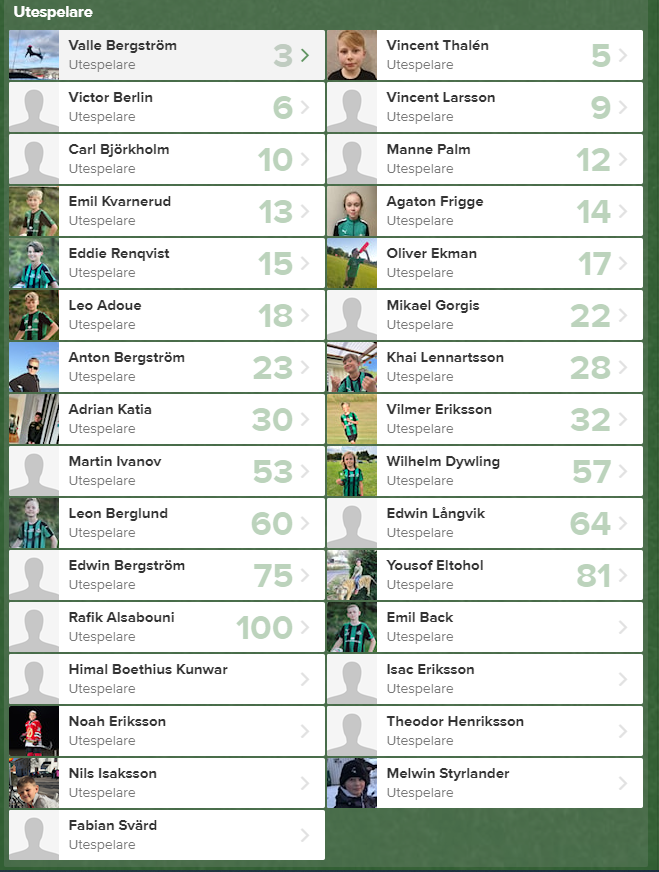 Utespelare
Valle Bergström
Utespelare
3
Vincent Thalén
Utespelare
5
Victor Berlin
Utespelare
6
Vincent Larsson
Utespelare
9
Carl Björkholm
Utespelare
10
Manne Palm
Utespelare
12
Emil Kvarnerud
Utespelare
13
Agaton Frigge
Utespelare
14
Eddie Renqvist
Utespelare
15
Oliver Ekman
Utespelare
17
Leo Adoue
Utespelare
18
Mikael Gorgis
Utespelare
22
Anton Bergström
Utespelare
23
Khai Lennartsson
Utespelare
28
Adrian Katia
Utespelare
30
Vilmer Eriksson
Utespelare
32
Martin Ivanov
Utespelare
53
Wilhelm Dywling
Utespelare
57
Leon Berglund
Utespelare
60
Edwin Långvik
Utespelare
64
Edwin Bergström
Utespelare
75
Yousof Eltohol
Utespelare
81
Rafik Alsabouni
Utespelare
100
Emil Back
Utespelare
Himal Boethius Kunwar
Utespelare
Isac Eriksson
Utespelare
Noah Eriksson
Utespelare
Theodor Henriksson
Utespelare
Nils Isaksson
Utespelare
Melwin Styrlander
Utespelare
Fabian Svärd
Utespelare